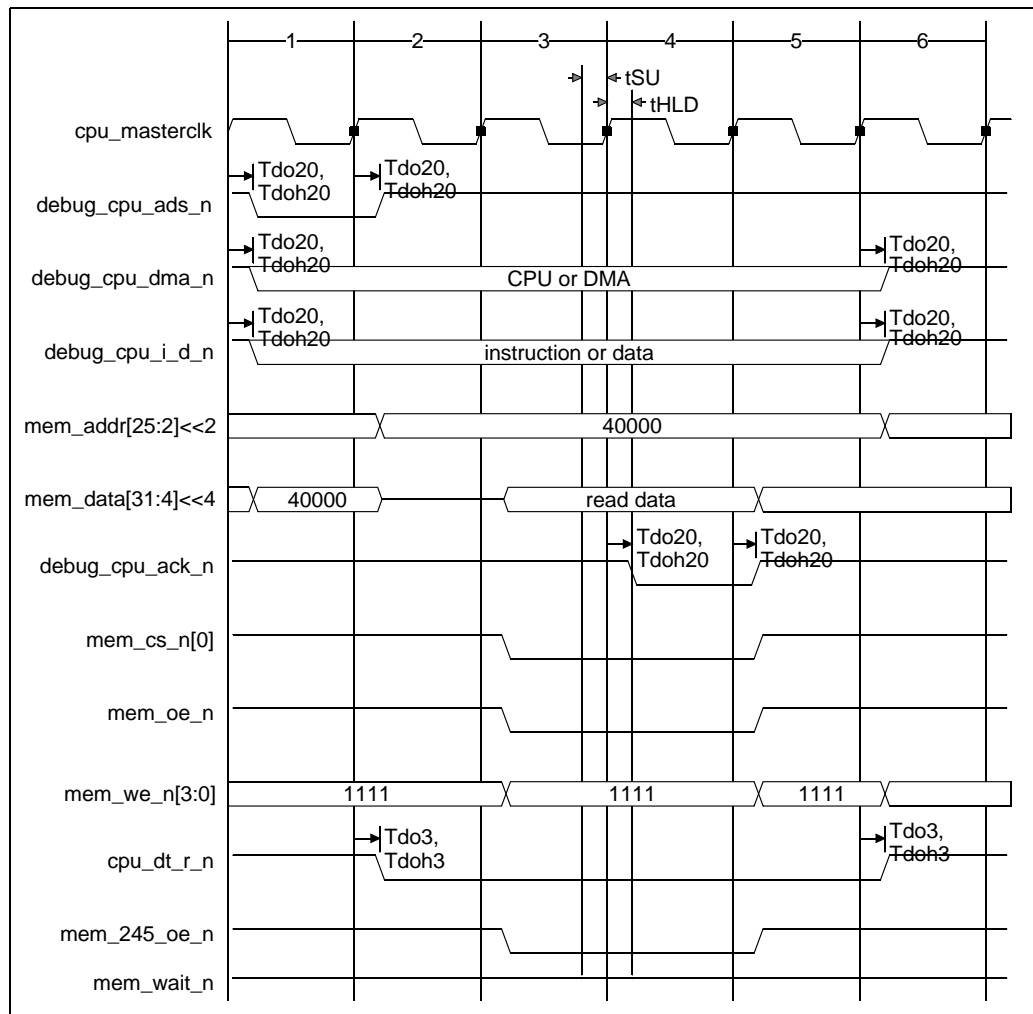 1 2 3 4 5 6
tSU
tHLD
cpu_masterclk
Tdo20, Tdo20,
Tdoh20 Tdoh20
debug_cpu_ads_n
Tdo20, Tdo20,
Tdoh20 Tdoh20
debug_cpu_dma_n CPU or DMA
Tdo20, Tdo20,
Tdoh20 Tdoh20
debug_cpu_i_d_n instruction or data
mem_addr[25:2]<<2 40000
mem_data[31:4]<<4 40000 read data
Tdo20, Tdo20,
Tdoh20 Tdoh20
debug_cpu_ack_n
mem_cs_n[0]
mem_oe_n
mem_we_n[3:0] 1111 1111 1111
Tdo3, Tdo3,
Tdoh3 Tdoh3
cpu_dt_r_n
mem_245_oe_n
mem_wait_n